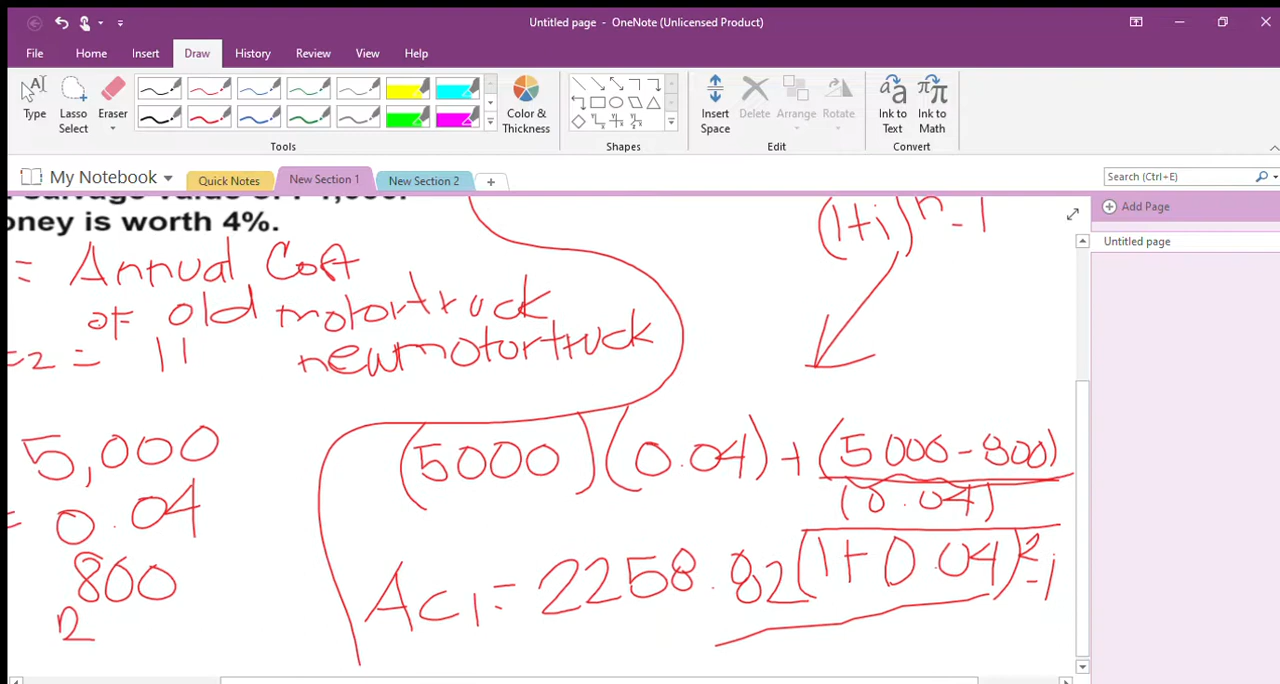 Untitled page - OneNote (Unlicensed Product)
File Home Insert Draw History Review View Help
Type Lasso Select Eraser Color & Thickness Insert Space Delete Arrange Rotate Ink to Text Ink to Math
Tools Shapes Edit Convert
My Notebook Quick Notes New Section 1 New Section 2 Search (Ctrl+E)
Add Page
Untitled page
oney is worth 4%.
(1+i)^n - 1
= Annual Cost
of old motortruck
2 = 11 newmotortruck
5,000
= 0.04
800
2
(5000)(0.04) + (5000-800)
(0.04)
(1+0.04)^2-1
AC1 = 2258.82